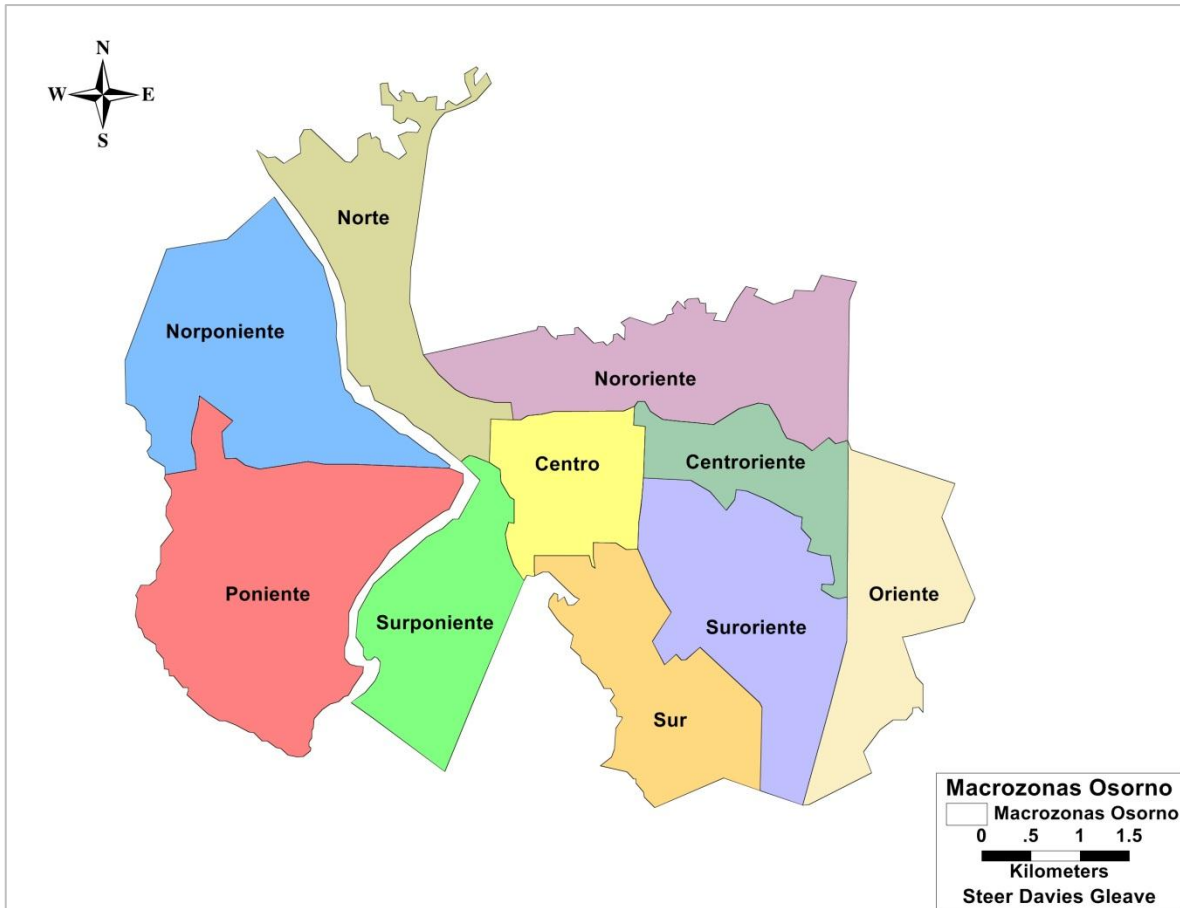 N
W E
S
Norte
Norponiente
Nororiente
Centro
Centroriente
Poniente
Surponiente
Suroriente
Oriente
Sur
Macrozonas Osorno
Macrozonas Osorno
0 .5 1 1.5
Kilometers
Steer Davies Gleave